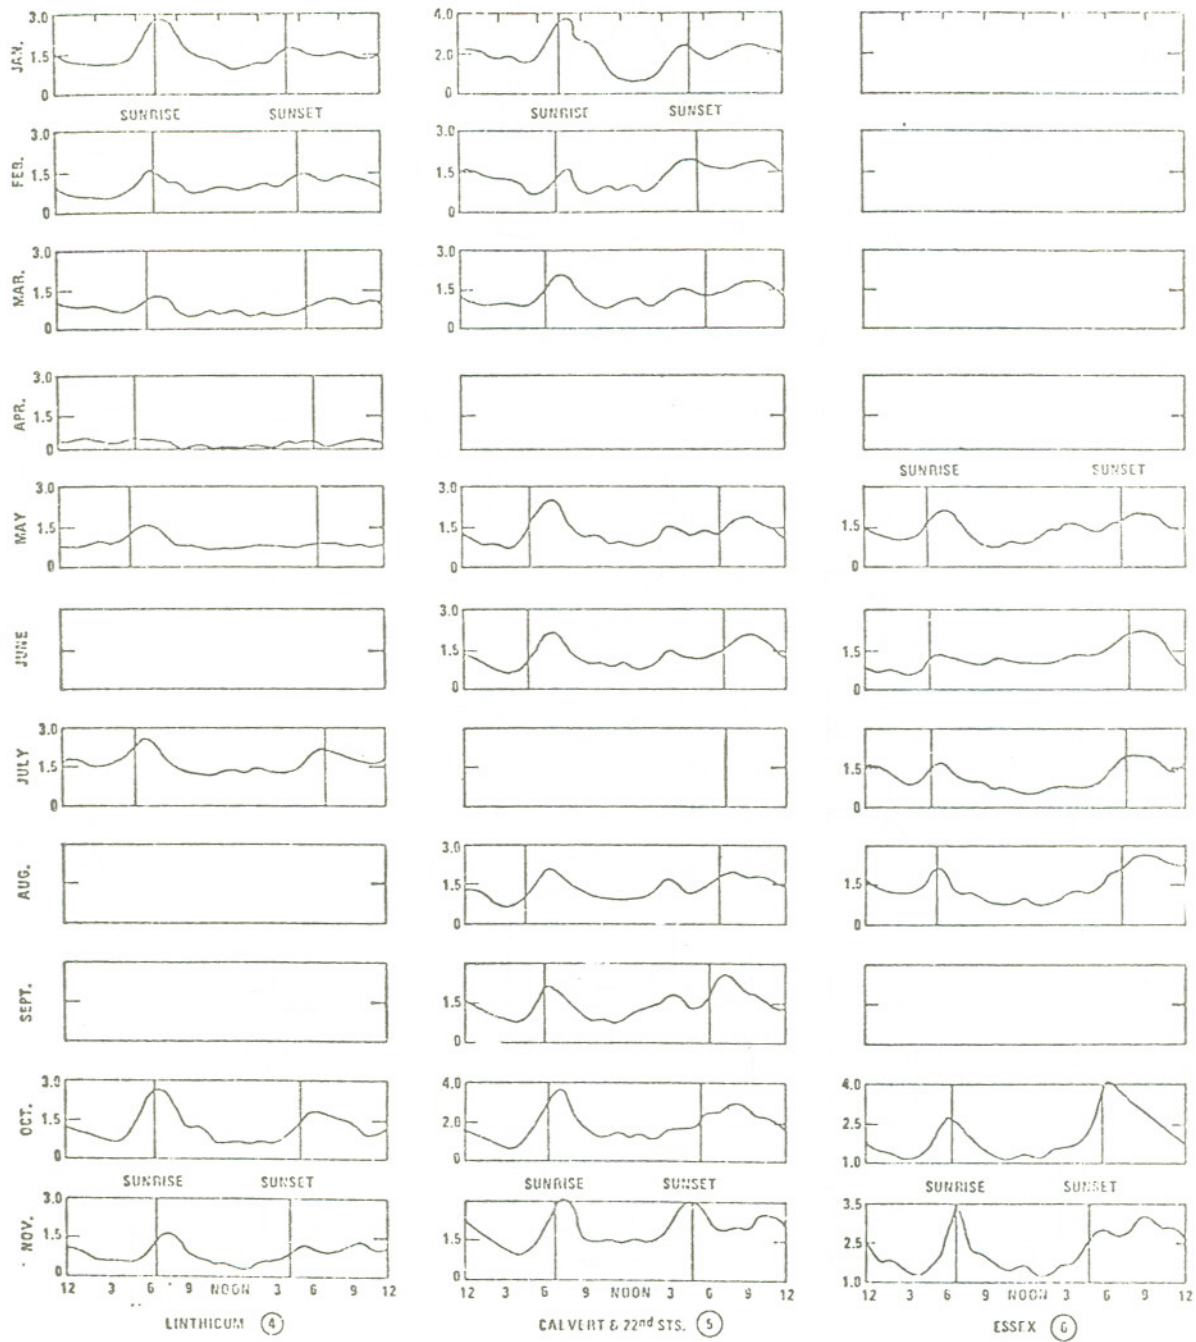 JAN. 3.0 1.5 0 4.0 2.0 0
SUNRISE SUNSET SUNRISE SUNSET
FEB. 3.0 1.5 0 3.0 1.5 0
MAR. 3.0 1.5 0 3.0 1.5 0
APR. 3.0 1.5 0
SUNRISE SUNSET
MAY 3.0 1.5 0 3.0 1.5 0 1.5 0
JUNE 3.0 1.5 0 1.5 0
JULY 3.0 1.5 0 1.5 0
AUG. 3.0 1.5 0 1.5 0
SEPT. 1.5 0
OCT. 3.0 1.5 0 4.0 2.0 0 4.0 2.5 1.0
SUNRISE SUNSET SUNRISE SUNSET SUNRISE SUNSET
NOV. 3.0 1.5 0 1.5 0 3.5 2.5 1.0
12 3 6 9 NOON 3 6 9 12 12 3 6 9 NOON 3 6 9 12 12 3 6 9 NOON 3 6 9 12
LINTHICUM 4 CALVERT & 22nd STS. 5 ESSEX 6